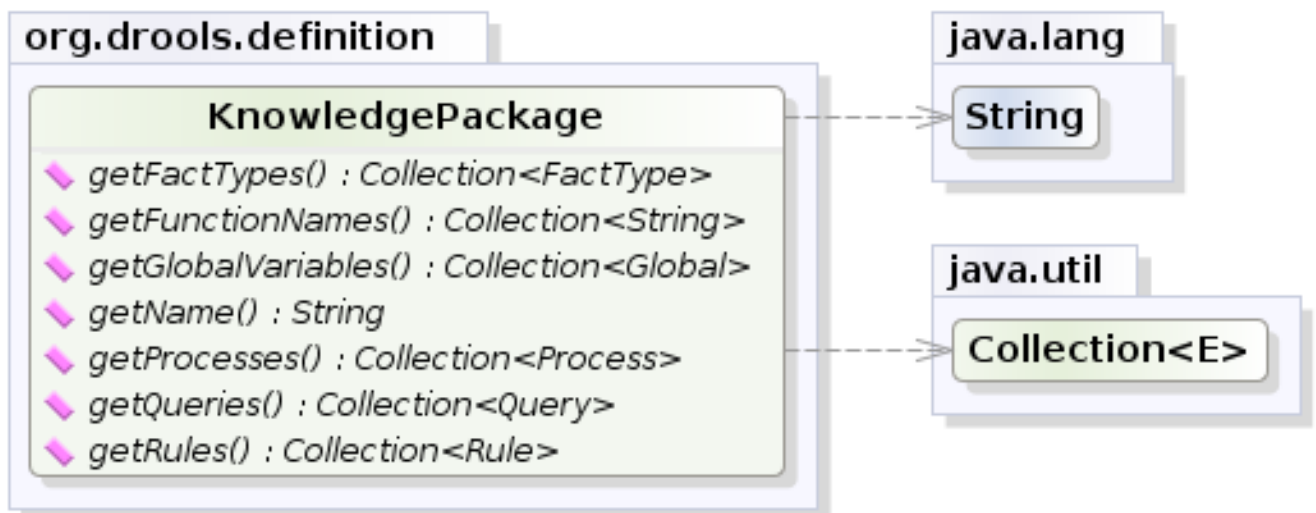 org.drools.definition
KnowledgePackage
getFactTypes() : Collection<FactType>
getFunctionNames() : Collection<String>
getGlobalVariables() : Collection<Global>
getName() : String
getProcesses() : Collection<Process>
getQueries() : Collection<Query>
getRules() : Collection<Rule>
java.lang
String
java.util
Collection<E>